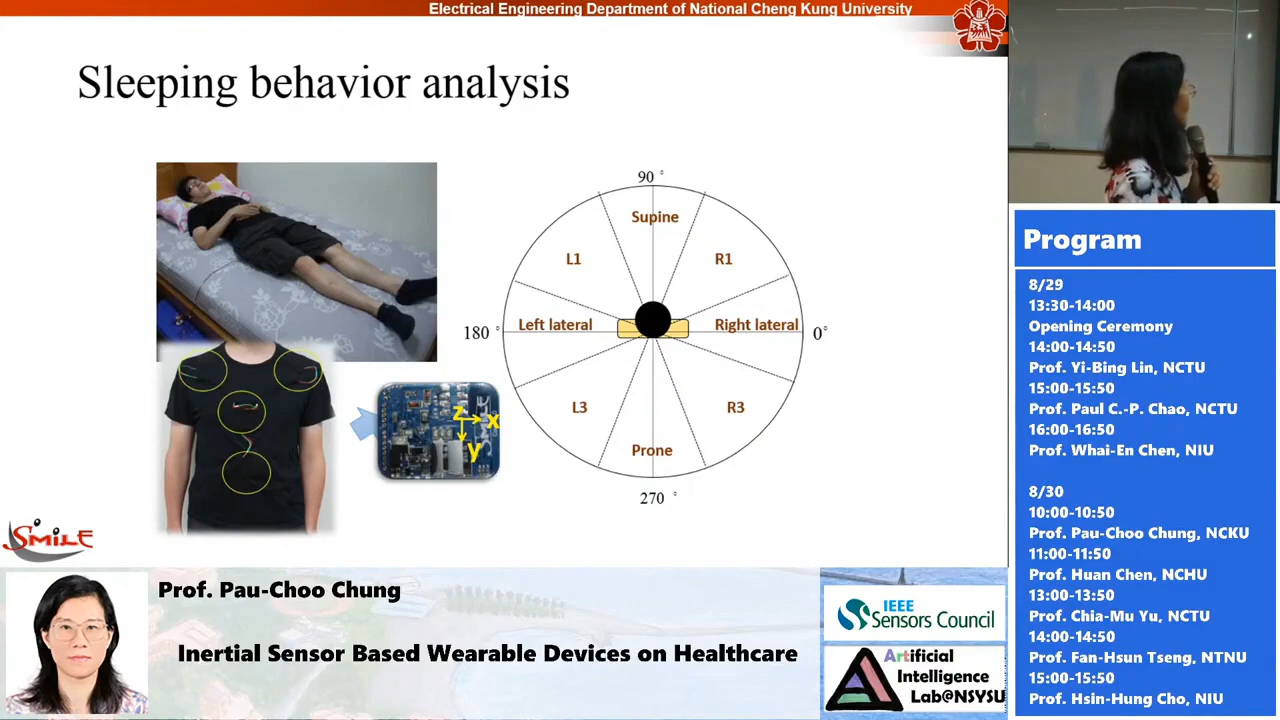 Electrical Engineering Department of National Cheng Kung University
Sleeping behavior analysis
90 °
Supine
L1
R1
180 °
Left lateral
Right lateral
0°
L3
R3
Prone
270 °
z
x
y
SMILE
Prof. Pau-Choo Chung
Inertial Sensor Based Wearable Devices on Healthcare
IEEE
Sensors Council
Artificial
Intelligence
Lab@NSYSU
Program
8/29
13:30-14:00
Opening Ceremony
14:00-14:50
Prof. Yi-Bing Lin, NCTU
15:00-15:50
Prof. Paul C.-P. Chao, NCTU
16:00-16:50
Prof. Whai-En Chen, NIU
8/30
10:00-10:50
Prof. Pau-Choo Chung, NCKU
11:00-11:50
Prof. Huan Chen, NCHU
13:00-13:50
Prof. Chia-Mu Yu, NCTU
14:00-14:50
Prof. Fan-Hsun Tseng, NTNU
15:00-15:50
Prof. Hsin-Hung Cho, NIU